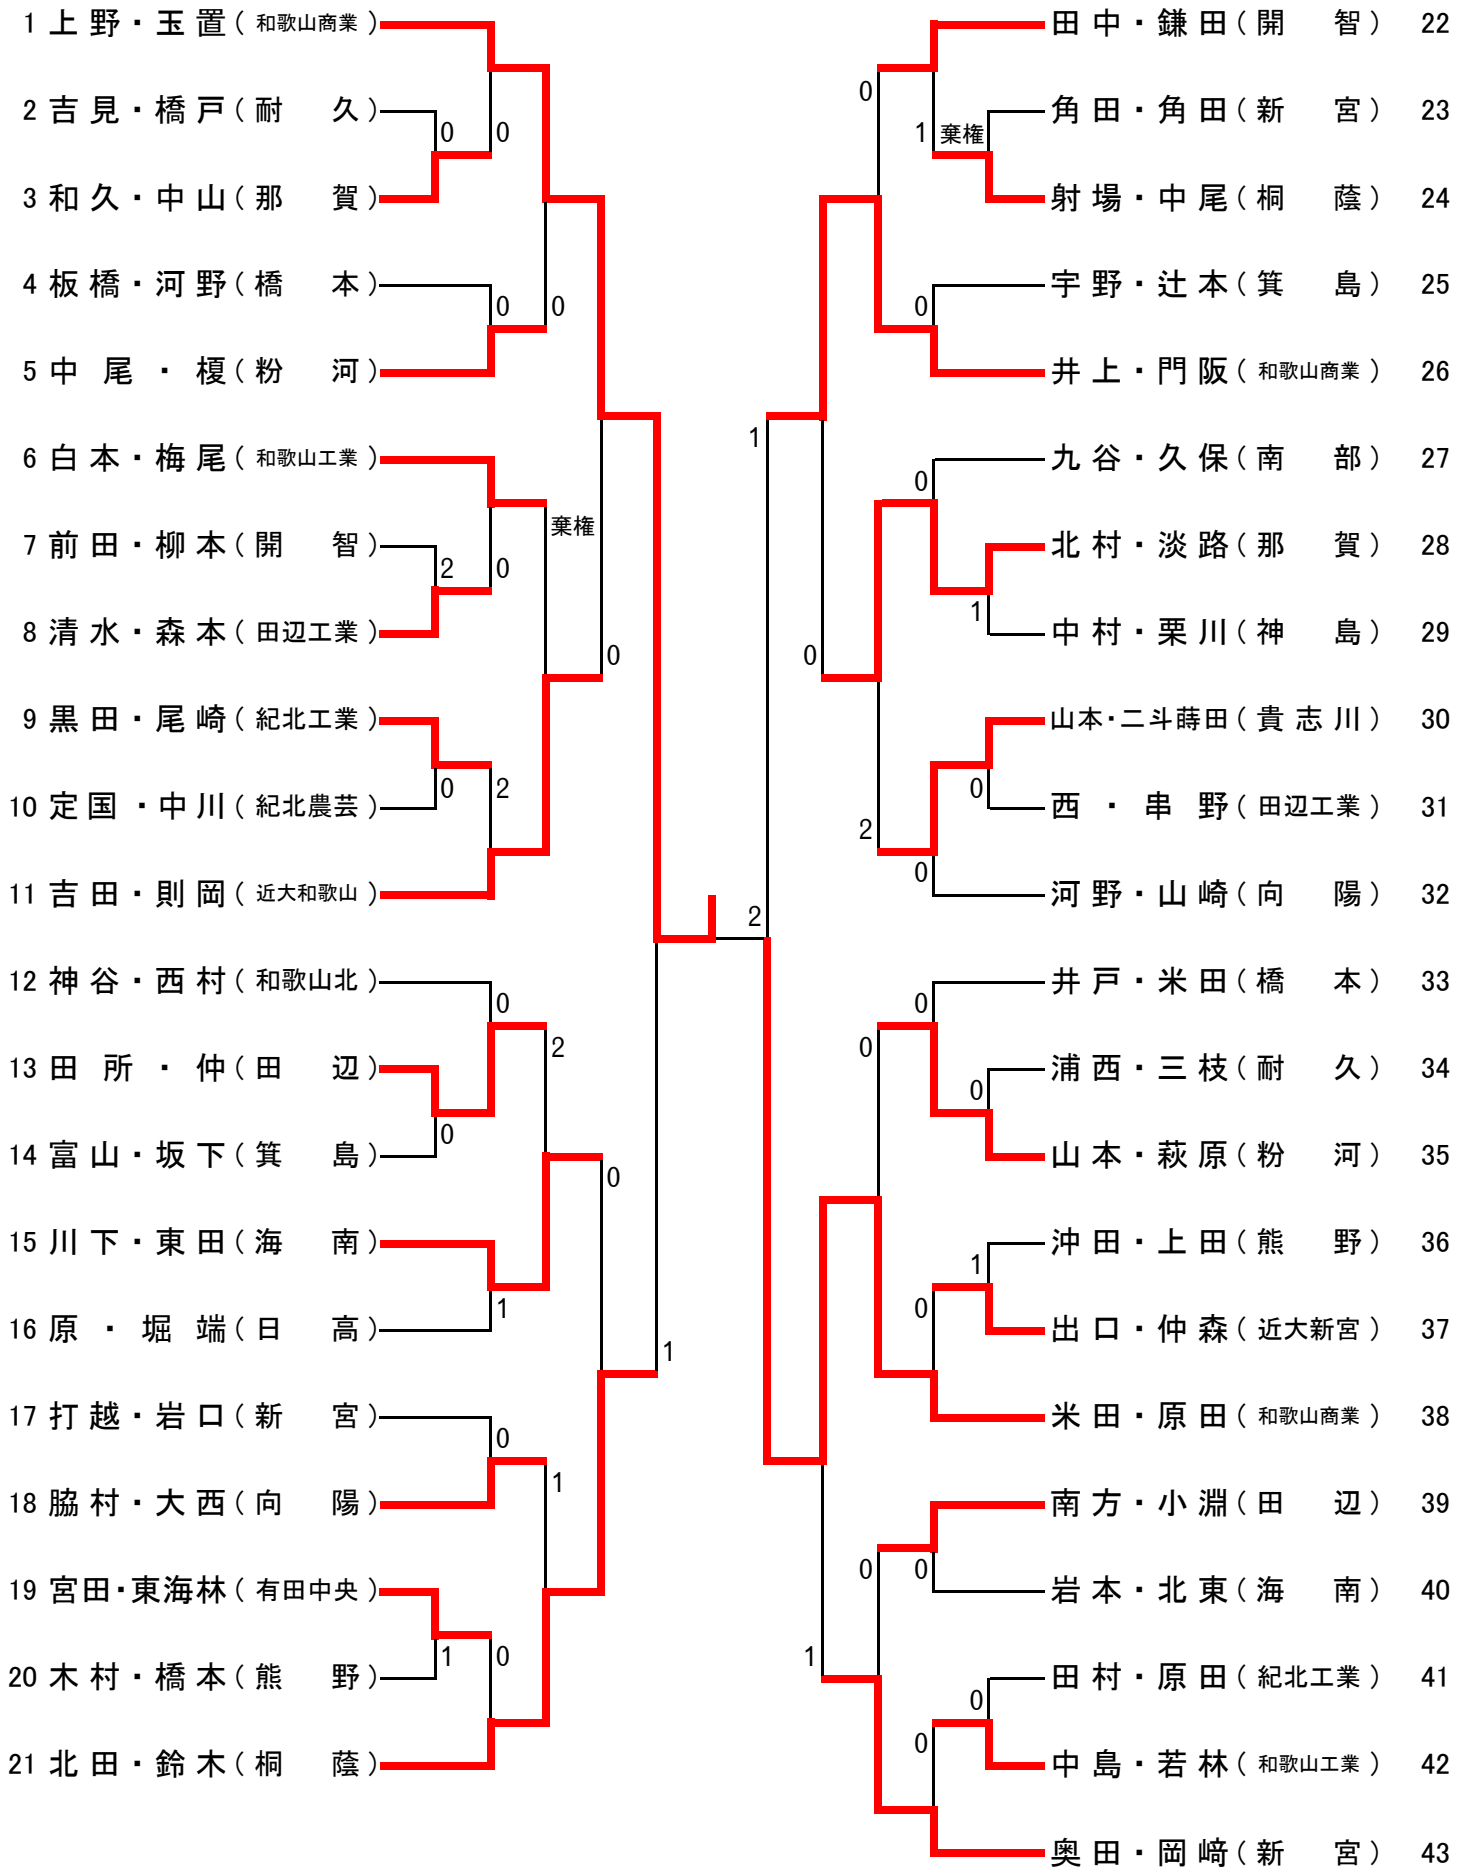 1 上野・玉置(和歌山商業)
2 吉見・橋戸(耐久)
0 0
3 和久・中山(那賀)
4 板橋・河野(橋本)
0 0
5 中尾・榎(粉河)
6 白本・梅尾(和歌山工業)
棄権
7 前田・柳本(開智)
2 0
8 清水・森本(田辺工業)
0
9 黒田・尾崎(紀北工業)
0 2
10 定国・中川(紀北農芸)
11 吉田・則岡(近大和歌山)
12 神谷・西村(和歌山北)
0
2
13 田所・仲(田辺)
0
14 富山・坂下(箕島)
0
15 川下・東田(海南)
1
16 原・堀端(日高)
1
17 打越・岩口(新宮)
0
1
18 脇村・大西(向陽)
19 宮田・東海林(有田中央)
1 0
20 木村・橋本(熊野)
21 北田・鈴木(桐蔭)
2
1
田中・鎌田(開智) 22
0
角田・角田(新宮) 23
1 棄権
射場・中尾(桐蔭) 24
宇野・辻本(箕島) 25
0
井上・門阪(和歌山商業) 26
九谷・久保(南部) 27
0
北村・淡路(那賀) 28
1
中村・栗川(神島) 29
0
山本・二斗蒔田(貴志川) 30
0
西・串野(田辺工業) 31
2
0
河野・山崎(向陽) 32
井戸・米田(橋本) 33
0
0
浦西・三枝(耐久) 34
0
山本・萩原(粉河) 35
沖田・上田(熊野) 36
1
0
出口・仲森(近大新宮) 37
米田・原田(和歌山商業) 38
南方・小淵(田辺) 39
0 0
岩本・北東(海南) 40
1
田村・原田(紀北工業) 41
0
0
中島・若林(和歌山工業) 42
奥田・岡﨑(新宮) 43